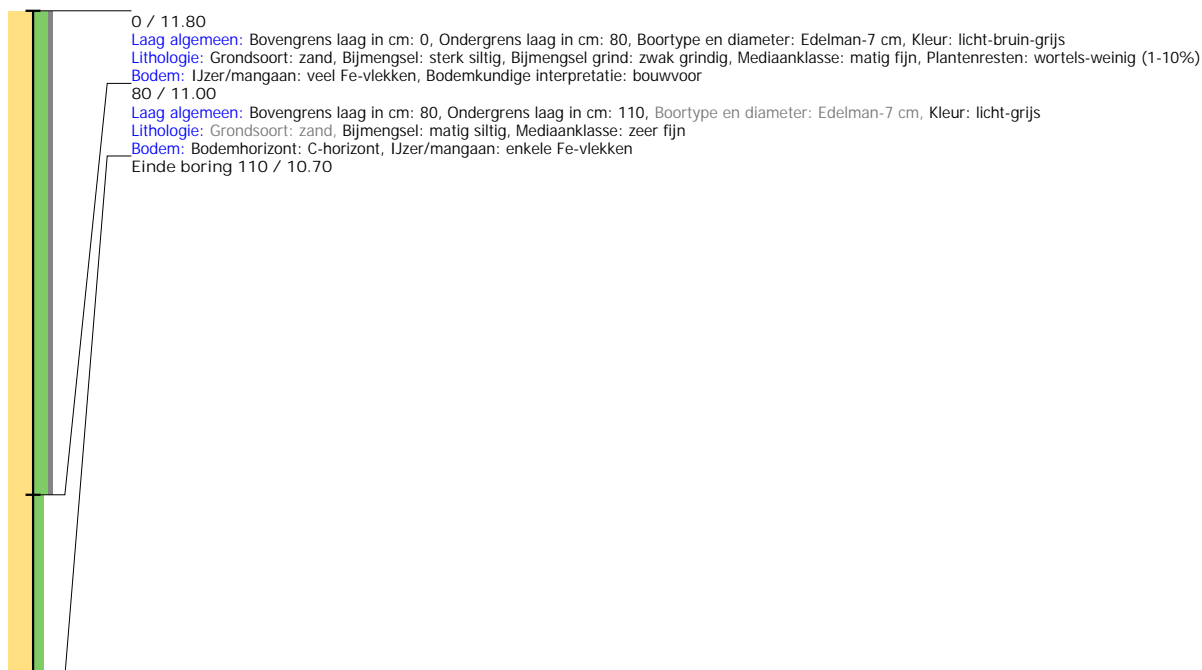 0 / 11.80
Laag algemeen: Bovengrens laag in cm: 0, Ondergrens laag in cm: 80, Boortype en diameter: Edelman-7 cm, Kleur: licht-bruin-grijs
Lithologie: Grondsoort: zand, Bijmengsel: sterk siltig, Bijmengsel grind: zwak grindig, Mediaanklasse: matig fijn, Plantenresten: wortels-weinig (1-10%)
Bodem: IJzer/mangaan: veel Fe-vlekken, Bodemkundige interpretatie: bouwvoor
80 / 11.00
Laag algemeen: Bovengrens laag in cm: 80, Ondergrens laag in cm: 110, Boortype en diameter: Edelman-7 cm, Kleur: licht-grijs
Lithologie: Grondsoort: zand, Bijmengsel: matig siltig, Mediaanklasse: zeer fijn
Bodem: Bodemhorizont: C-horizont, IJzer/mangaan: enkele Fe-vlekken
Einde boring 110 / 10.70